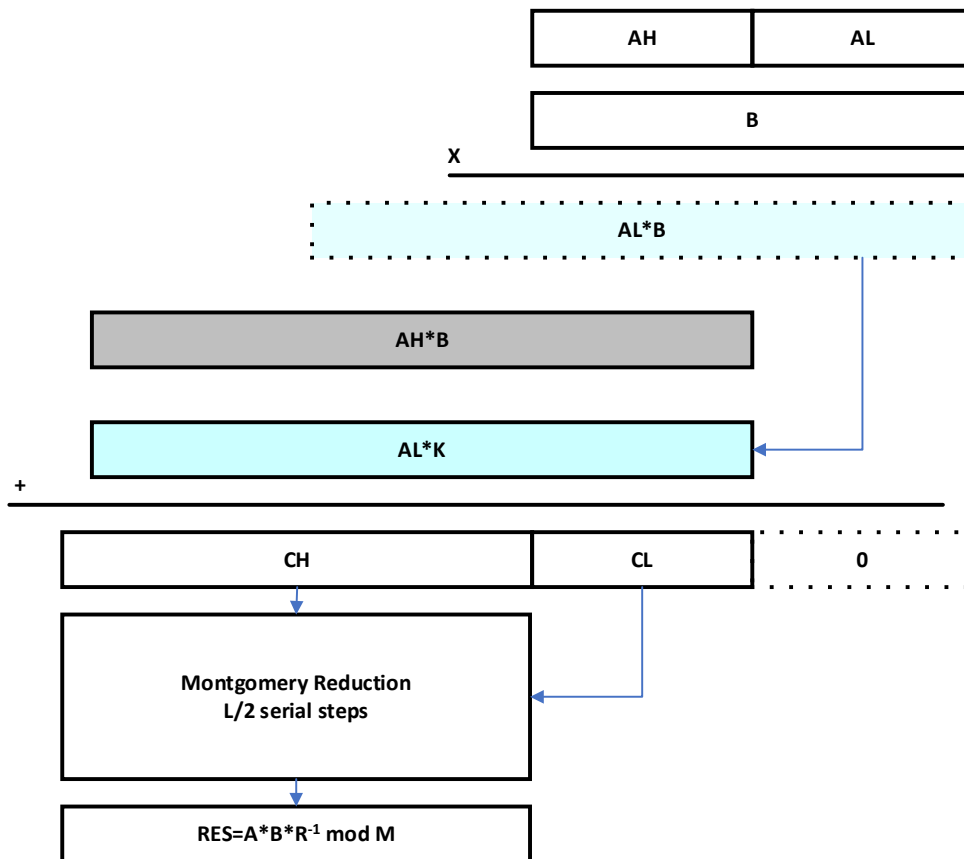 AH AL
B
X
AL*B
AH*B
AL*K
+
CH CL 0
Montgomery Reduction
L/2 serial steps
RES=A*B*R⁻¹ mod M